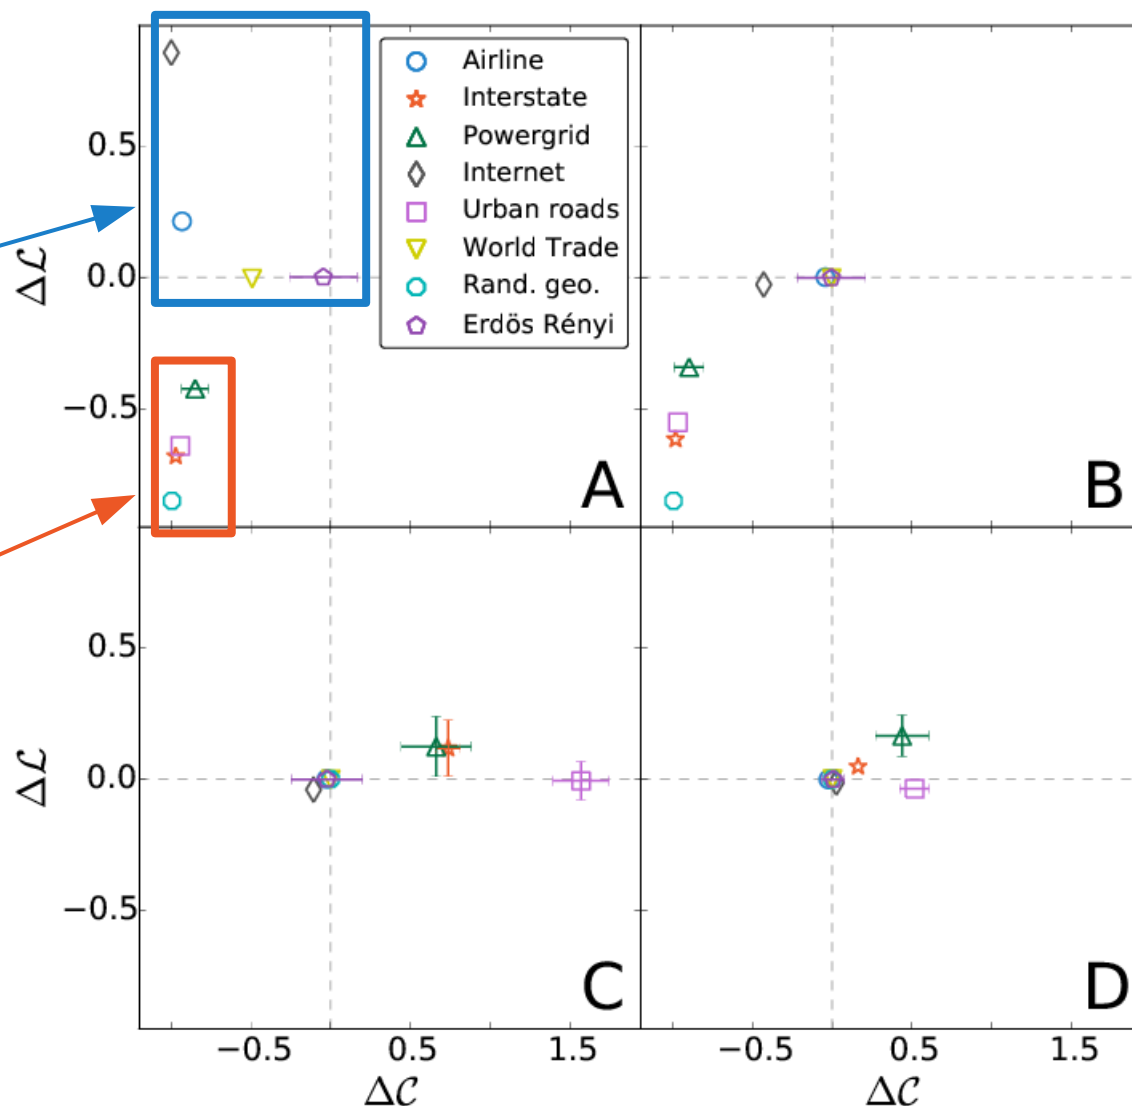 Airline
Interstate
Powergrid
Internet
Urban roads
World Trade
Rand. geo.
Erdös Rényi
0.5
0.0
−0.5
Δℒ
A
B
0.5
0.0
−0.5
Δℒ
C
D
−0.5 0.5 1.5
−0.5 0.5 1.5
Δ𝒞
Δ𝒞